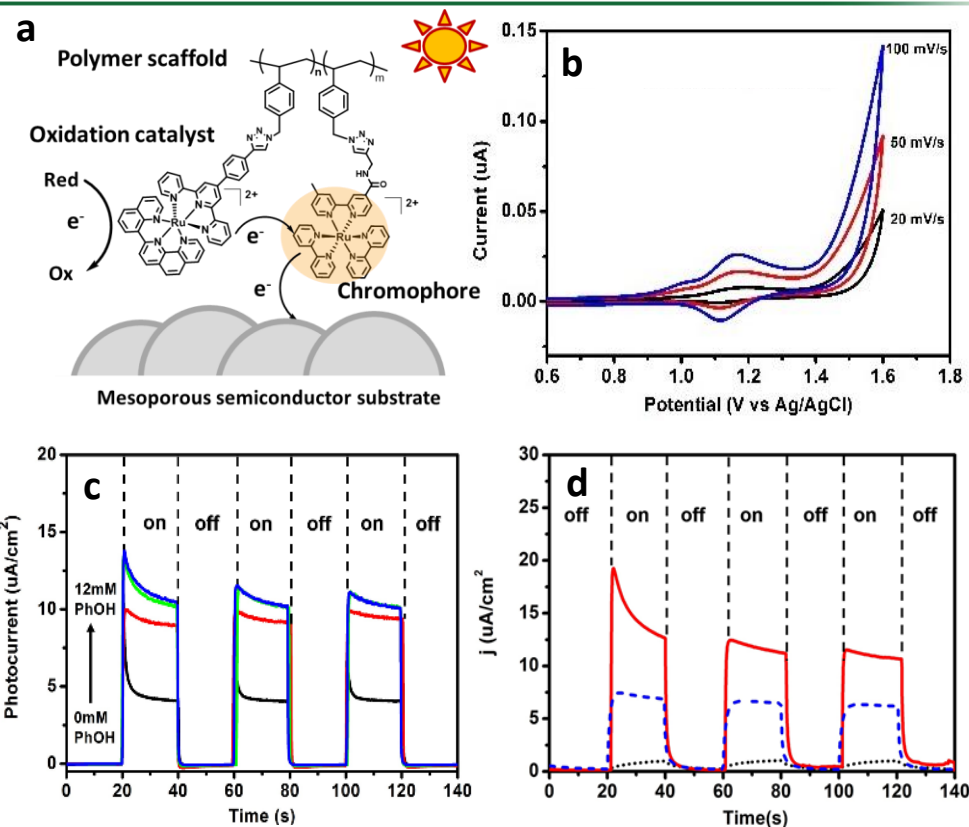 a
Polymer scaffold
n
m
Oxidation catalyst
N N
N
N
N N
HN
O
Red
e-
Ox
2+
N
N
N
Ru
N
N
e-
2+
N
N
N
Ru
N
N
N
e-
Chromophore
Mesoporous semiconductor substrate
b
0.15
0.10
0.05
0.00
Current (uA)
100 mV/s
50 mV/s
20 mV/s
0.6 0.8 1.0 1.2 1.4 1.6 1.8
Potential (V vs Ag/AgCl)
c
20
15
10
5
0
Photocurrent (uA/cm2)
on off on off on off
12mM
PhOH
0mM
PhOH
0 20 40 60 80 100 120 140
Time (s)
d
30
25
20
15
10
5
0
j (uA/cm2)
off on off on off on off
0 20 40 60 80 100 120 140
Time(s)